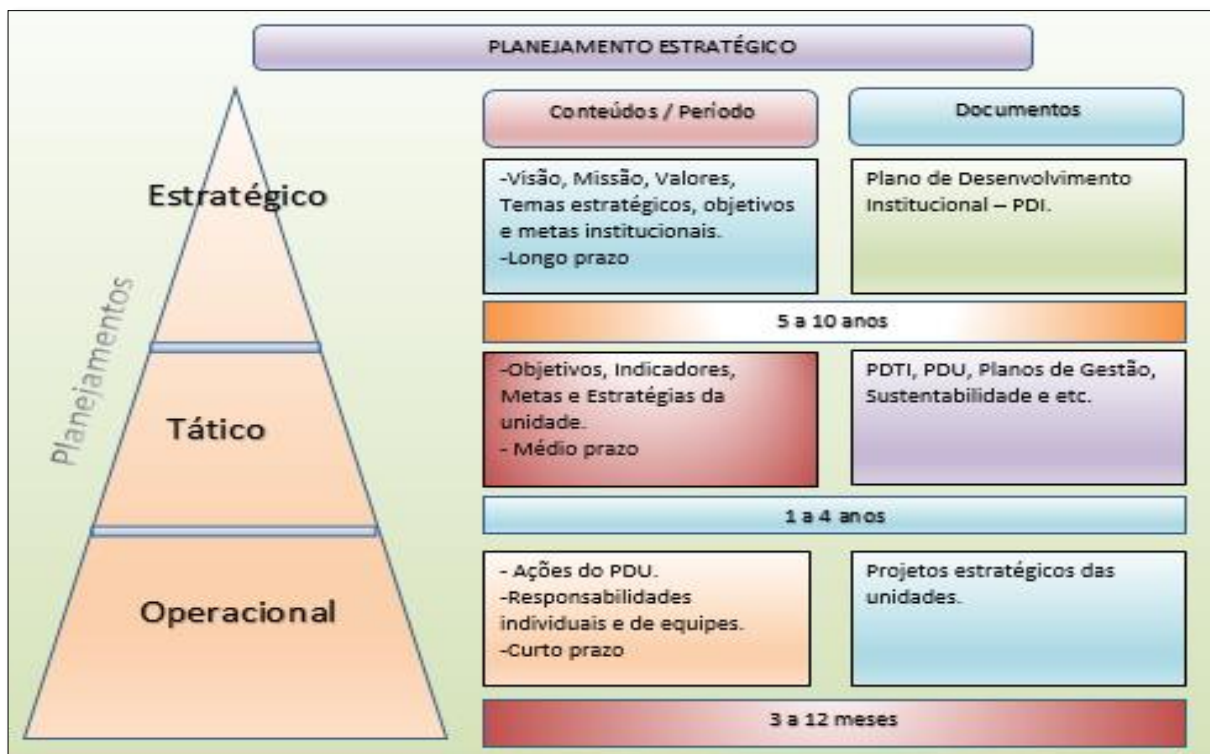 PLANEJAMENTO ESTRATÉGICO
Conteúdos / Período
Documentos
Estratégico
-Visão, Missão, Valores,
Temas estratégicos, objetivos
e metas institucionais.
-Longo prazo
Plano de Desenvolvimento
Institucional – PDI.
5 a 10 anos
Planejamentos
Tático
-Objetivos, Indicadores,
Metas e Estratégias da
unidade.
- Médio prazo
PDTI, PDU, Planos de Gestão,
Sustentabilidade e etc.
1 a 4 anos
Operacional
- Ações do PDU.
-Responsabilidades
individuais e de equipes.
-Curto prazo
Projetos estratégicos das
unidades.
3 a 12 meses